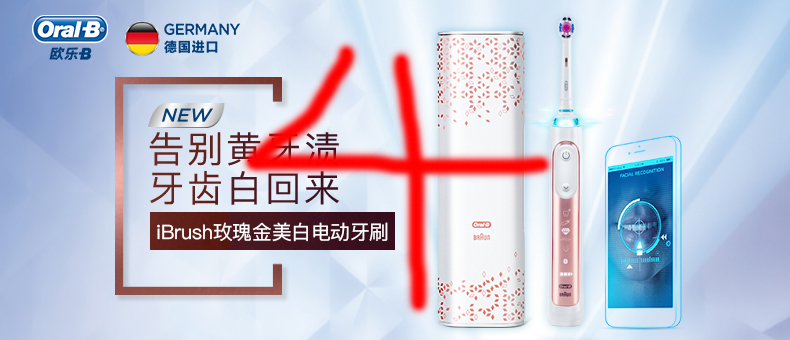 Oral-B
欧乐-B
GERMANY
德国进口
NEW
告别黄牙渍
牙齿白回来
iBrush玫瑰金美白电动牙刷
4
Oral-B
BRAUN
Oral-B
BRAUN
FACIAL RECOGNITION